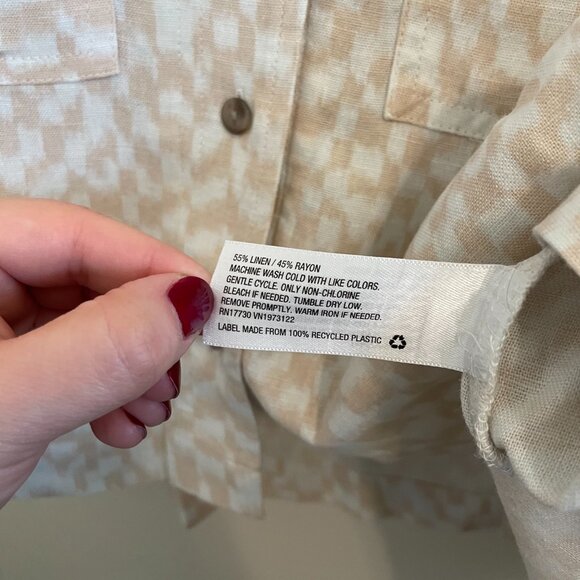 55% LINEN / 45% RAYON
MACHINE WASH COLD WITH LIKE COLORS.
GENTLE CYCLE. ONLY NON-CHLORINE
BLEACH IF NEEDED. TUMBLE DRY LOW.
REMOVE PROMPTLY. WARM IRON IF NEEDED.
RN17730 VN1973122
LABEL MADE FROM 100% RECYCLED PLASTIC